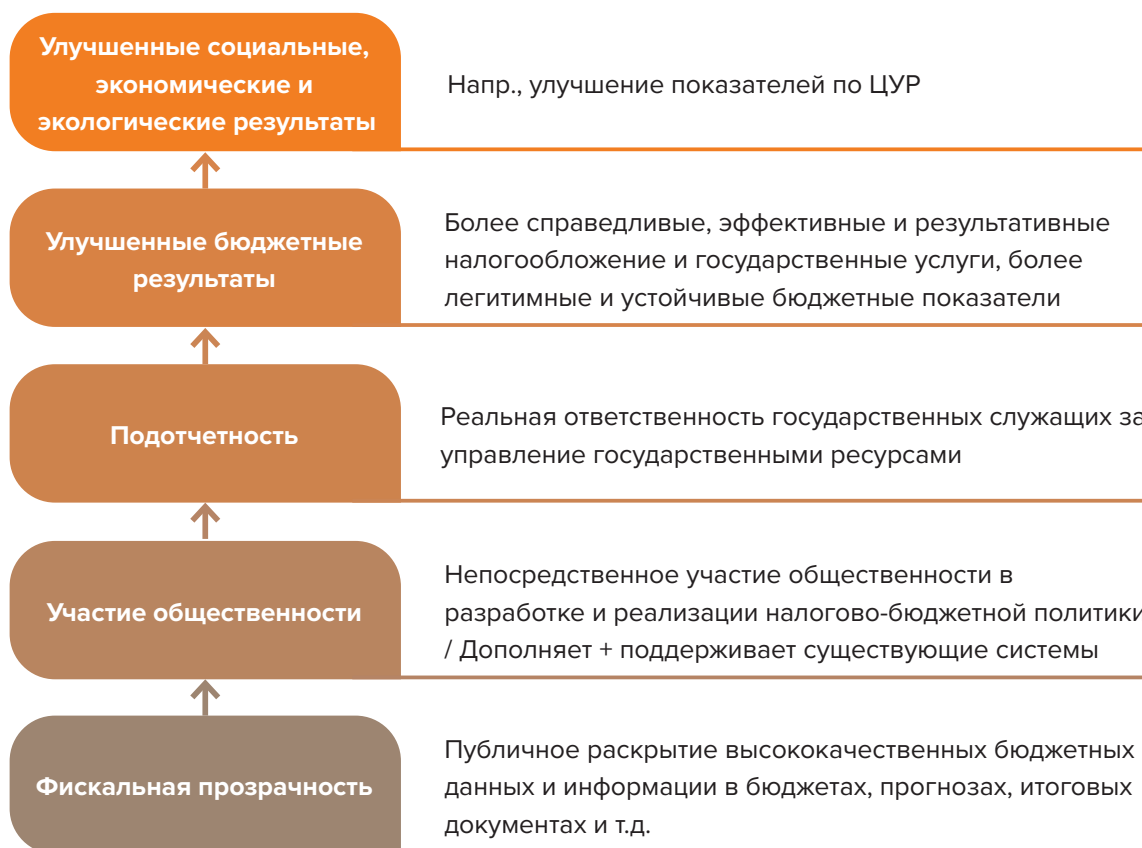 Улучшенные социальные,
экономические и
экологические результаты
Напр., улучшение показателей по ЦУР
Улучшенные бюджетные
результаты
Более справедливые, эффективные и результативные
налогообложение и государственные услуги, более
легитимные и устойчивые бюджетные показатели
Подотчетность
Реальная ответственность государственных служащих за
управление государственными ресурсами
Участие общественности
Непосредственное участие общественности в
разработке и реализации налогово-бюджетной политики
/ Дополняет + поддерживает существующие системы
Фискальная прозрачность
Публичное раскрытие высококачественных бюджетных
данных и информации в бюджетах, прогнозах, итоговых
документах и т.д.